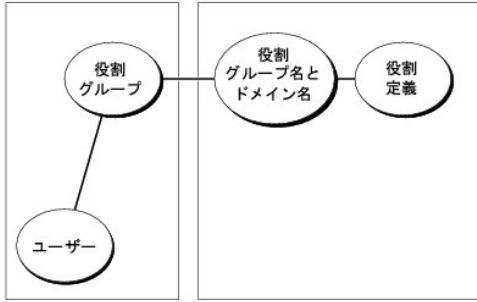 役割
グループ
役割
グループ名と
ドメイン名
役割
定義
ユーザー